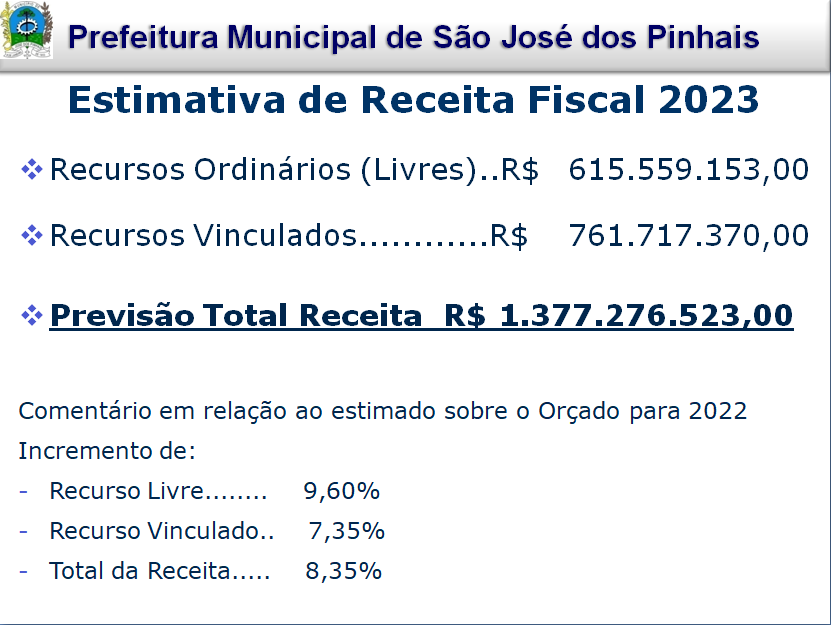 Prefeitura Municipal de São José dos Pinhais
Estimativa de Receita Fiscal 2023
Recursos Ordinários (Livres)..R$ 615.559.153,00
Recursos Vinculados............R$ 761.717.370,00
Previsão Total Receita R$ 1.377.276.523,00
Comentário em relação ao estimado sobre o Orçado para 2022
Incremento de:
- Recurso Livre........ 9,60%
- Recurso Vinculado.. 7,35%
- Total da Receita..... 8,35%